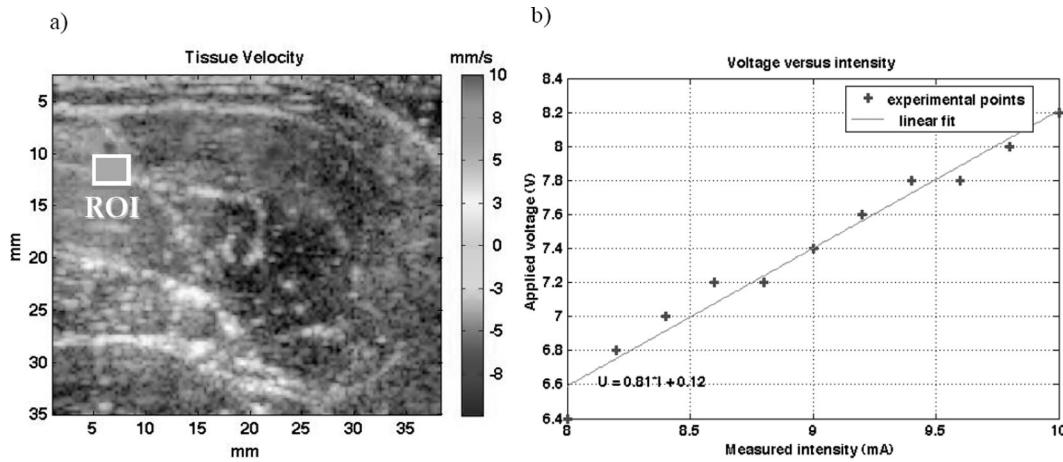 a)
Tissue Velocity
mm/s
5
10
15
20
25
30
35
mm
5 10 15 20 25 30 35
mm
ROI
10
8
5
3
0
-3
-5
-8
b)
Voltage versus intensity
8.4
8.2
8
7.8
7.6
7.4
7.2
7
6.8
6.6
6.4
Applied voltage (V)
experimental points
linear fit
U = 0.81*I + 0.12
8 8.5 9 9.5 10
Measured intensity (mA)